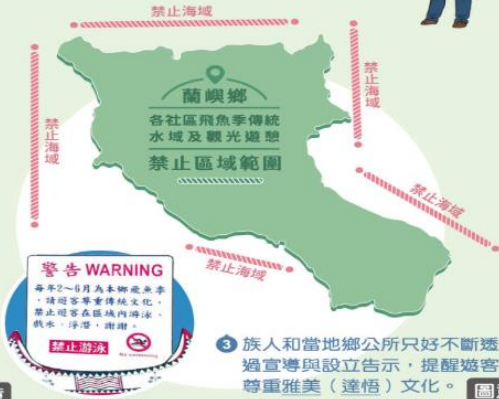 禁止海域
禁止海域
禁止海域
蘭嶼鄉
各社區飛魚季傳統
水域及觀光遊憩
禁止區域範圍
禁止海域
禁止海域
警告 WARNING
每年2~6月為本鄉飛魚季
，請遊客尊重傳統文化，
禁止遊客在區域內游泳、
戲水、浮潛，謝謝。
禁止游泳
No swimming
3 族人和當地鄉公所只好不斷透
過宣導與設立告示，提醒遊客
尊重雅美（達悟）文化。
圖